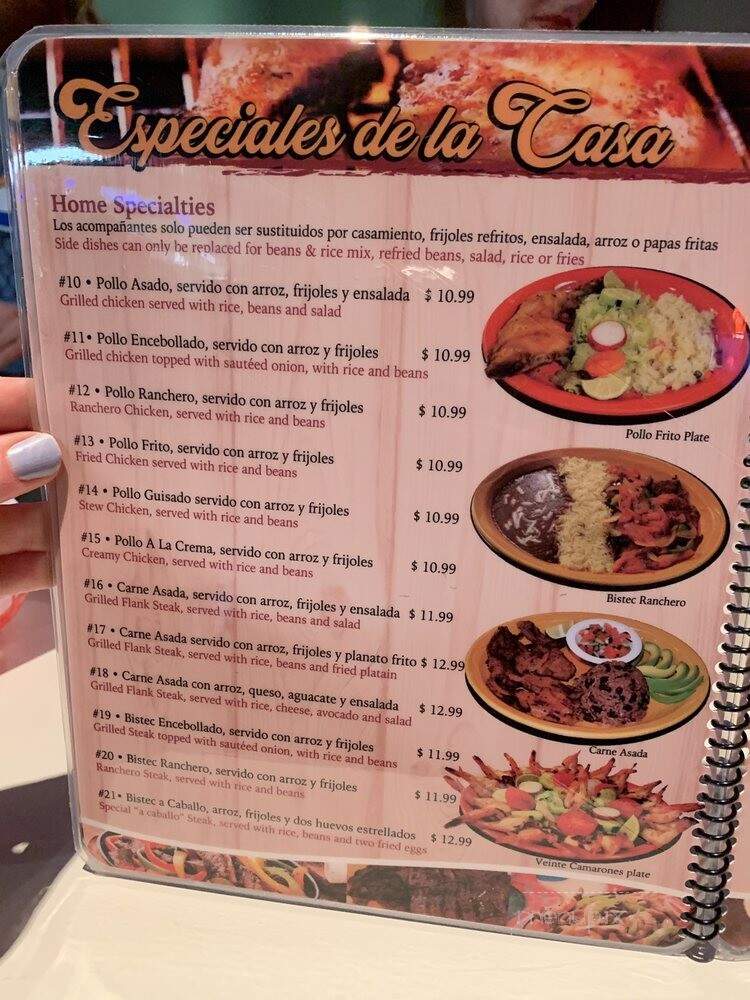 Especiales de la Casa
Home Specialties
Los acompañantes solo pueden ser sustituidos por casamiento, frijoles refritos, ensalada, arroz o papas fritas
Side dishes can only be replaced for beans & rice mix, refried beans, salad, rice or fries
#10 • Pollo Asado, servido con arroz, frijoles y ensalada $ 10.99
Grilled chicken served with rice, beans and salad
#11• Pollo Encebollado, servido con arroz y frijoles $ 10.99
Grilled chicken topped with sautéed onion, with rice and beans
#12 • Pollo Ranchero, servido con arroz y frijoles $ 10.99
Ranchero Chicken, served with rice and beans
#13 • Pollo Frito, servido con arroz y frijoles $ 10.99
Fried Chicken served with rice and beans
#14 • Pollo Guisado servido con arroz y frijoles $ 10.99
Stew Chicken, served with rice and beans
#15 • Pollo A La Crema, servido con arroz y frijoles $ 10.99
Creamy Chicken, served with rice and beans
#16 • Carne Asada, servido con arroz, frijoles y ensalada $ 11.99
Grilled Flank Steak, served with rice, beans and salad
#17 • Carne Asada servido con arroz, frijoles y planato frito $ 12.99
Grilled Flank Steak, served with rice, beans and fried platain
#18 • Carne Asada con arroz, queso, aguacate y ensalada $ 12.99
Grilled Flank Steak, served with rice, cheese, avocado and salad
#19 • Bistec Encebollado, servido con arroz y frijoles $ 11.99
Grilled Steak topped with sautéed onion, with rice and beans
#20 • Bistec Ranchero, servido con arroz y frijoles $ 11.99
Ranchero Steak, served with rice and beans
#21• Bistec a Caballo, arroz, frijoles y dos huevos estrellados $ 12.99
Special "a caballo" Steak, served with rice, beans and two fried eggs
Pollo Frito Plate
Bistec Ranchero
Carne Asada
Veinte Camarones plate